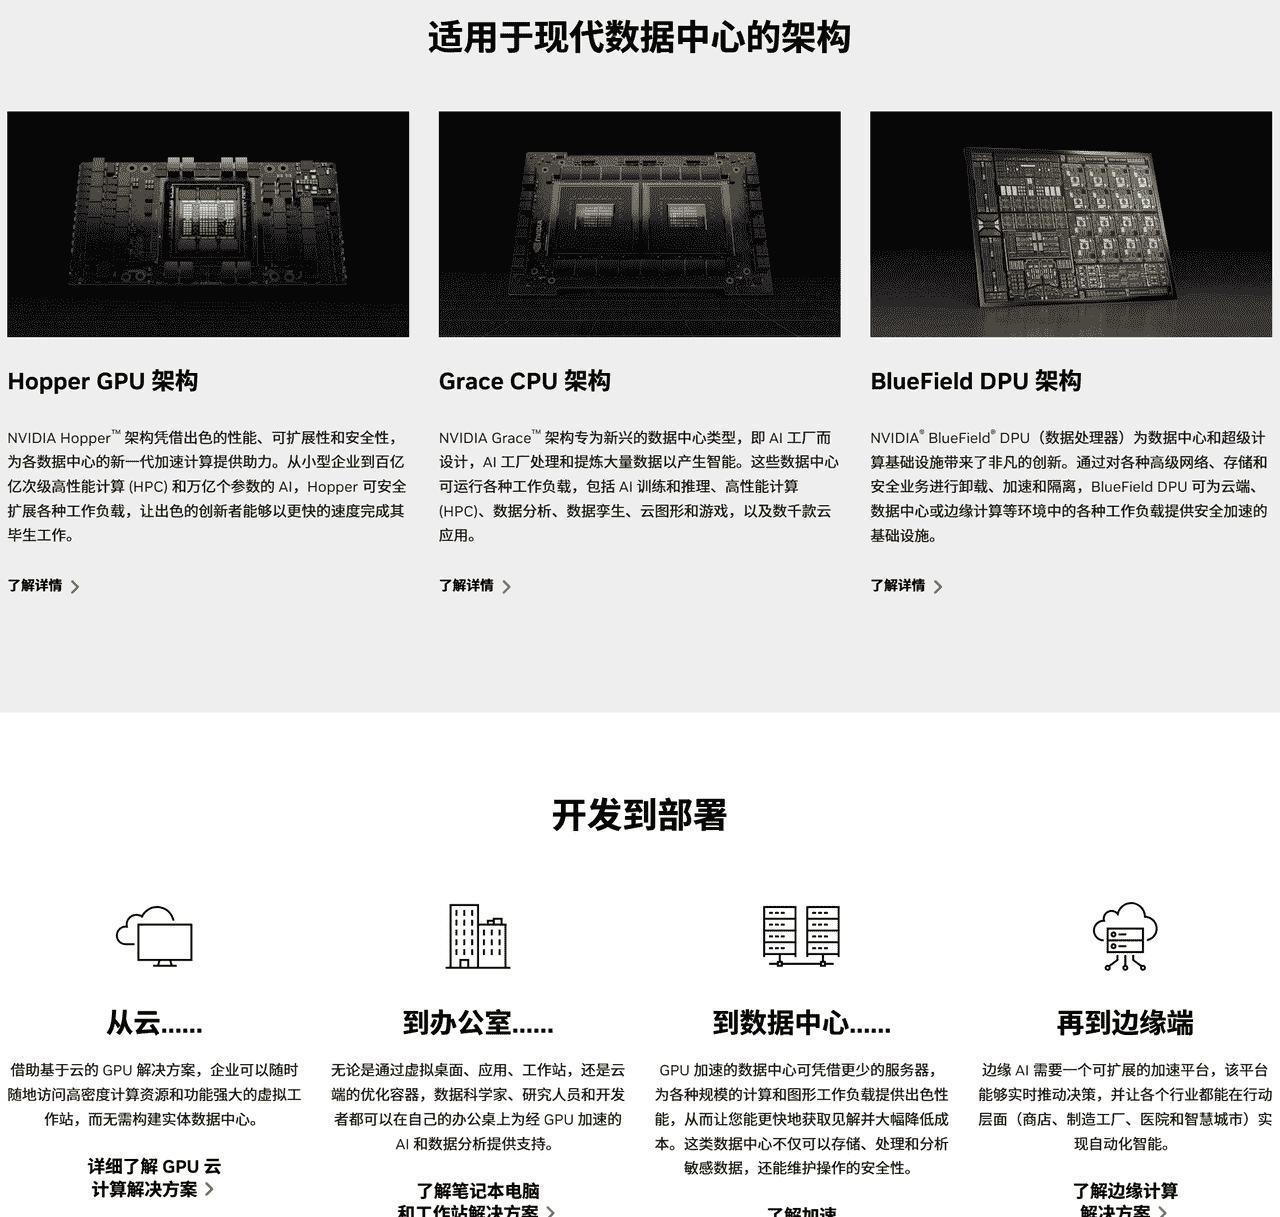 适用于现代数据中心的架构
Hopper GPU 架构
NVIDIA Hopper™ 架构凭借出色的性能、可扩展性和安全性，
为各数据中心的新一代加速计算提供助力。从小型企业到百亿
亿次级高性能计算 (HPC) 和万亿个参数的 AI，Hopper 可安全
扩展各种工作负载，让出色的创新者能够以更快的速度完成其
毕生工作。
了解详情
Grace CPU 架构
NVIDIA Grace™ 架构专为新兴的数据中心类型，即 AI 工厂而
设计，AI 工厂处理和提炼大量数据以产生智能。这些数据中心
可运行各种工作负载，包括 AI 训练和推理、高性能计算
(HPC)、数据分析、数据孪生、云图形和游戏，以及数千款云
应用。
了解详情
BlueField DPU 架构
NVIDIA® BlueField® DPU（数据处理器）为数据中心和超级计
算基础设施带来了非凡的创新。通过对各种高级网络、存储和
安全业务进行卸载、加速和隔离，BlueField DPU 可为云端、
数据中心或边缘计算等环境中的各种工作负载提供安全加速的
基础设施。
了解详情
开发到部署
从云......
借助基于云的 GPU 解决方案，企业可以随时
随地访问高密度计算资源和功能强大的虚拟工
作站，而无需构建实体数据中心。
详细了解 GPU 云
计算解决方案
到办公室......
无论是通过虚拟桌面、应用、工作站，还是云
端的优化容器，数据科学家、研究人员和开发
者都可以在自己的办公桌上为经 GPU 加速的
AI 和数据分析提供支持。
了解笔记本电脑
和工作站解决方案
到数据中心......
GPU 加速的数据中心可凭借更少的服务器，
为各种规模的计算和图形工作负载提供出色性
能，从而让您能更快地获取见解并大幅降低成
本。这类数据中心不仅可以存储、处理和分析
敏感数据，还能维护操作的安全性。
了解加速
再到边缘端
边缘 AI 需要一个可扩展的加速平台，该平台
能够实时推动决策，并让各个行业都能在行动
层面（商店、制造工厂、医院和智慧城市）实
现自动化智能。
了解边缘计算
解决方案